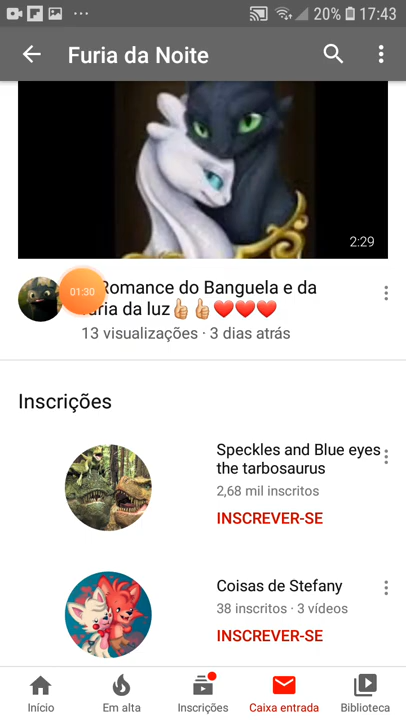 20% 17:43
Furia da Noite
2:29
01:30
Romance do Banguela e da
furia da luz👍👍❤❤❤
13 visualizações · 3 dias atrás
Inscrições
Speckles and Blue eyes
the tarbosaurus
2,68 mil inscritos
INSCREVER-SE
Coisas de Stefany
38 inscritos · 3 vídeos
INSCREVER-SE
Início
Em alta
Inscrições
Caixa entrada
Biblioteca